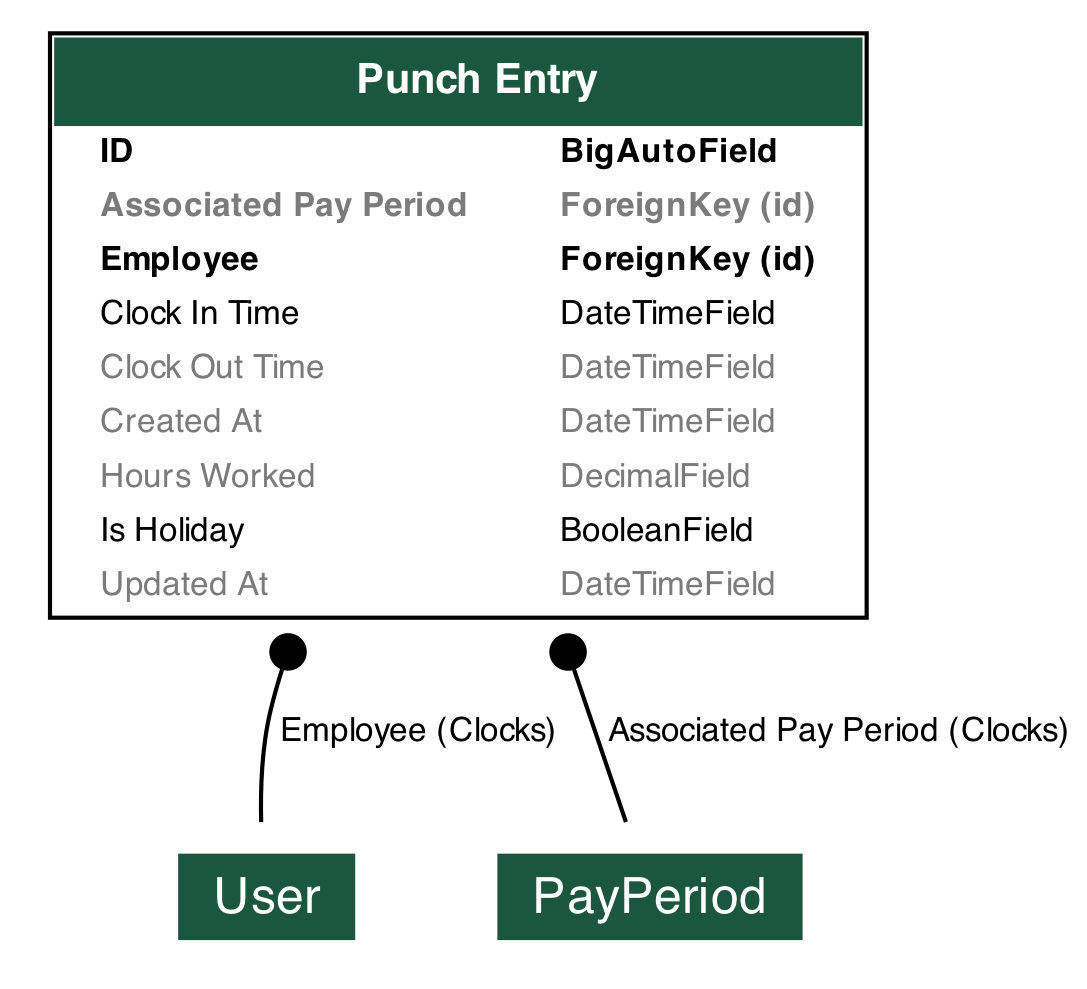 Punch Entry
ID BigAutoField
Associated Pay Period ForeignKey (id)
Employee ForeignKey (id)
Clock In Time DateTimeField
Clock Out Time DateTimeField
Created At DateTimeField
Hours Worked DecimalField
Is Holiday BooleanField
Updated At DateTimeField
Employee (Clocks) Associated Pay Period (Clocks)
User PayPeriod